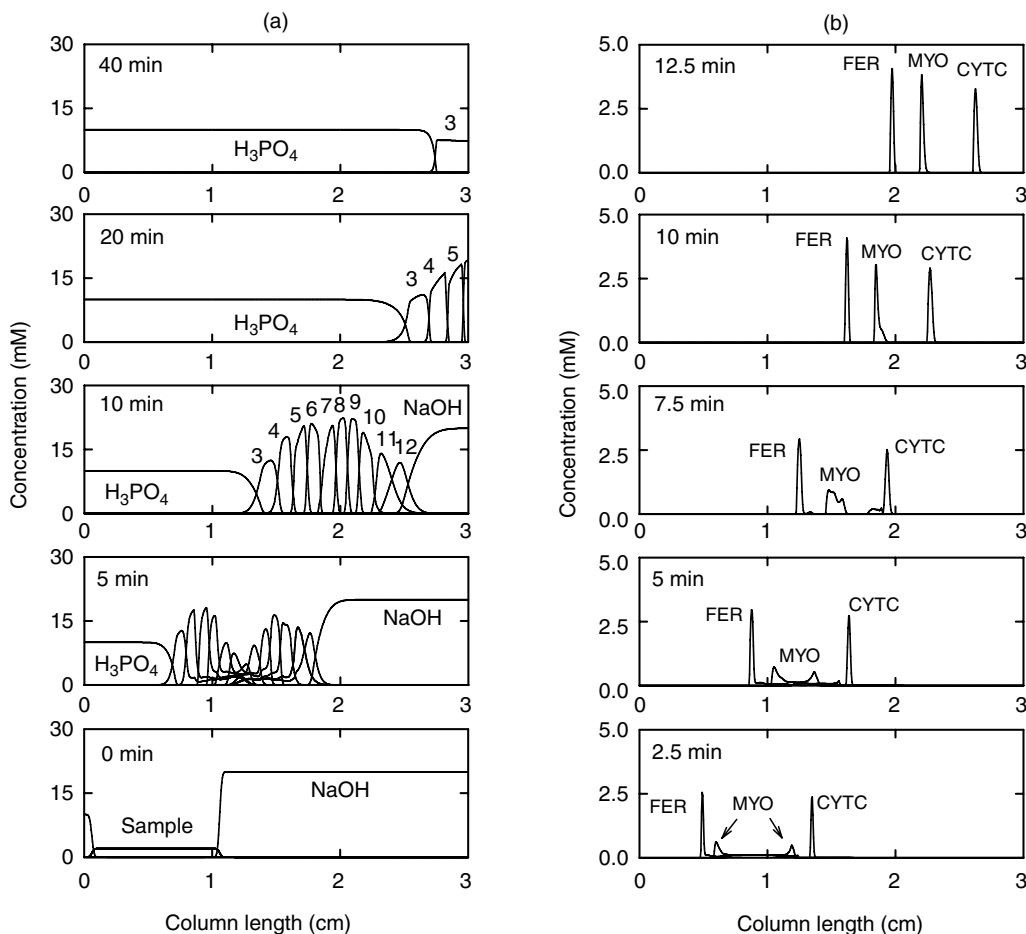 (a)
30
15
0
40 min
H₃PO₄
3
0 1 2 3
30
15
0
20 min
H₃PO₄
3 4 5
0 1 2 3
30
15
0
10 min
H₃PO₄
3 4 5 6 7 8 9 10 11 12
NaOH
0 1 2 3
30
15
0
5 min
H₃PO₄
NaOH
0 1 2 3
30
15
0
0 min
Sample
NaOH
0 1 2 3
Concentration (mM)
Column length (cm)
(b)
5.0
2.5
0.0
12.5 min
FER MYO CYTC
0 1 2 3
5.0
2.5
0.0
10 min
FER MYO CYTC
0 1 2 3
5.0
2.5
0.0
7.5 min
FER MYO CYTC
0 1 2 3
5.0
2.5
0.0
5 min
FER MYO CYTC
0 1 2 3
5.0
2.5
0.0
2.5 min
FER MYO CYTC
0 1 2 3
Concentration (mM)
Column length (cm)